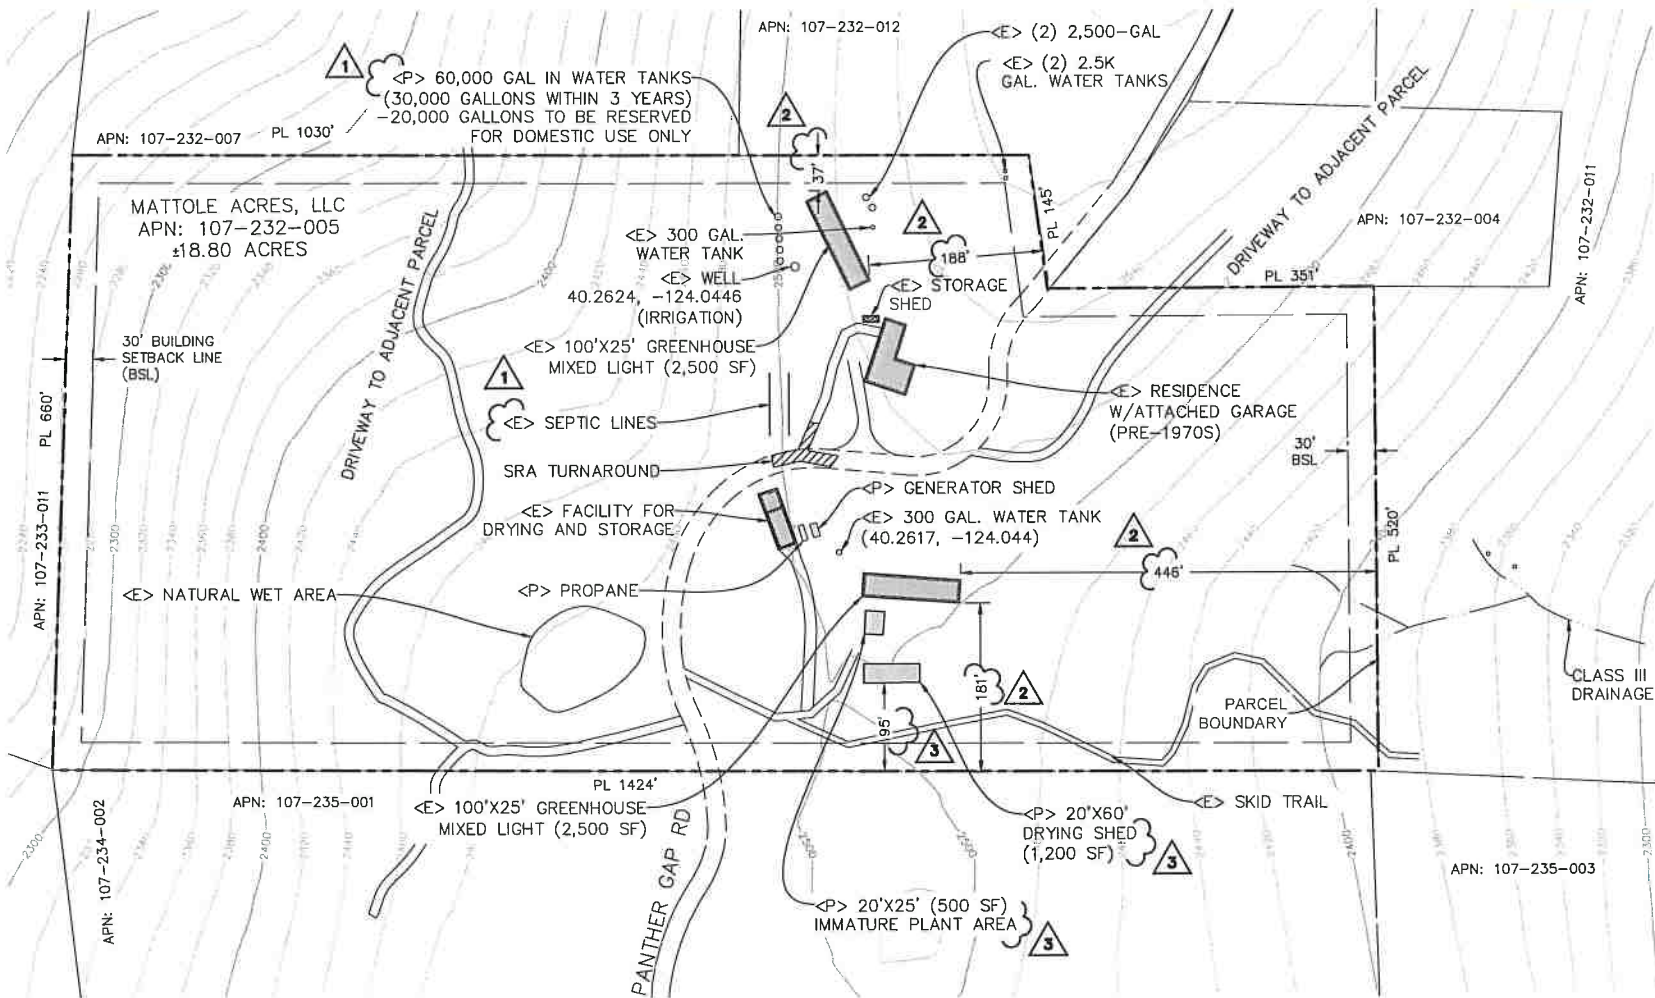 APN: 107-232-012
<E> (2) 2,500-GAL
<E> (2) 2.5K
GAL. WATER TANKS
1
<P> 60,000 GAL IN WATER TANKS
(30,000 GALLONS WITHIN 3 YEARS)
-20,000 GALLONS TO BE RESERVED
FOR DOMESTIC USE ONLY
2
APN: 107-232-007
PL 1030'
37'
DRIVEWAY TO ADJACENT PARCEL
APN: 107-232-011
MATTOLE ACRES, LLC
APN: 107-232-005
±18.80 ACRES
DRIVEWAY TO ADJACENT PARCEL
PL 145'
APN: 107-232-004
<E> 300 GAL.
WATER TANK
2
188'
<E> WELL
40.2624, -124.0446
(IRRIGATION)
PL 351'
<E> STORAGE
SHED
30' BUILDING
SETBACK LINE
(BSL)
<E> 100'X25' GREENHOUSE
MIXED LIGHT (2,500 SF)
1
<E> SEPTIC LINES
<E> RESIDENCE
W/ATTACHED GARAGE
(PRE-1970S)
PL 660'
30'
BSL
SRA TURNAROUND
<P> GENERATOR SHED
<E> FACILITY FOR
DRYING AND STORAGE
<E> 300 GAL. WATER TANK
(40.2617, -124.044)
2
446'
PL 520'
APN: 107-233-011
<E> NATURAL WET AREA
<P> PROPANE
181'
2
CLASS III
DRAINAGE
PARCEL
BOUNDARY
95'
3
PL 1424'
APN: 107-234-002
APN: 107-235-001
<E> 100'X25' GREENHOUSE
MIXED LIGHT (2,500 SF)
PANTHER GAP RD
<E> SKID TRAIL
<P> 20'X60'
DRYING SHED
(1,200 SF)
3
APN: 107-235-003
<P> 20'X25' (500 SF)
IMMATURE PLANT AREA
3
2300
2400
2400
2300
2400
2500
2500
2400
2300